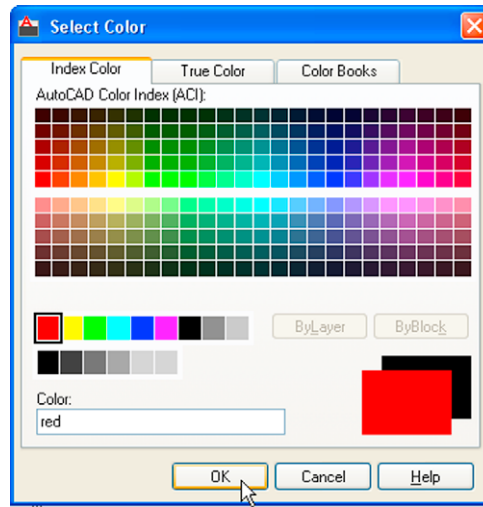 Select Color
Index Color True Color Color Books
AutoCAD Color Index (ACI):
ByLayer ByBlock
Color:
red
OK Cancel Help